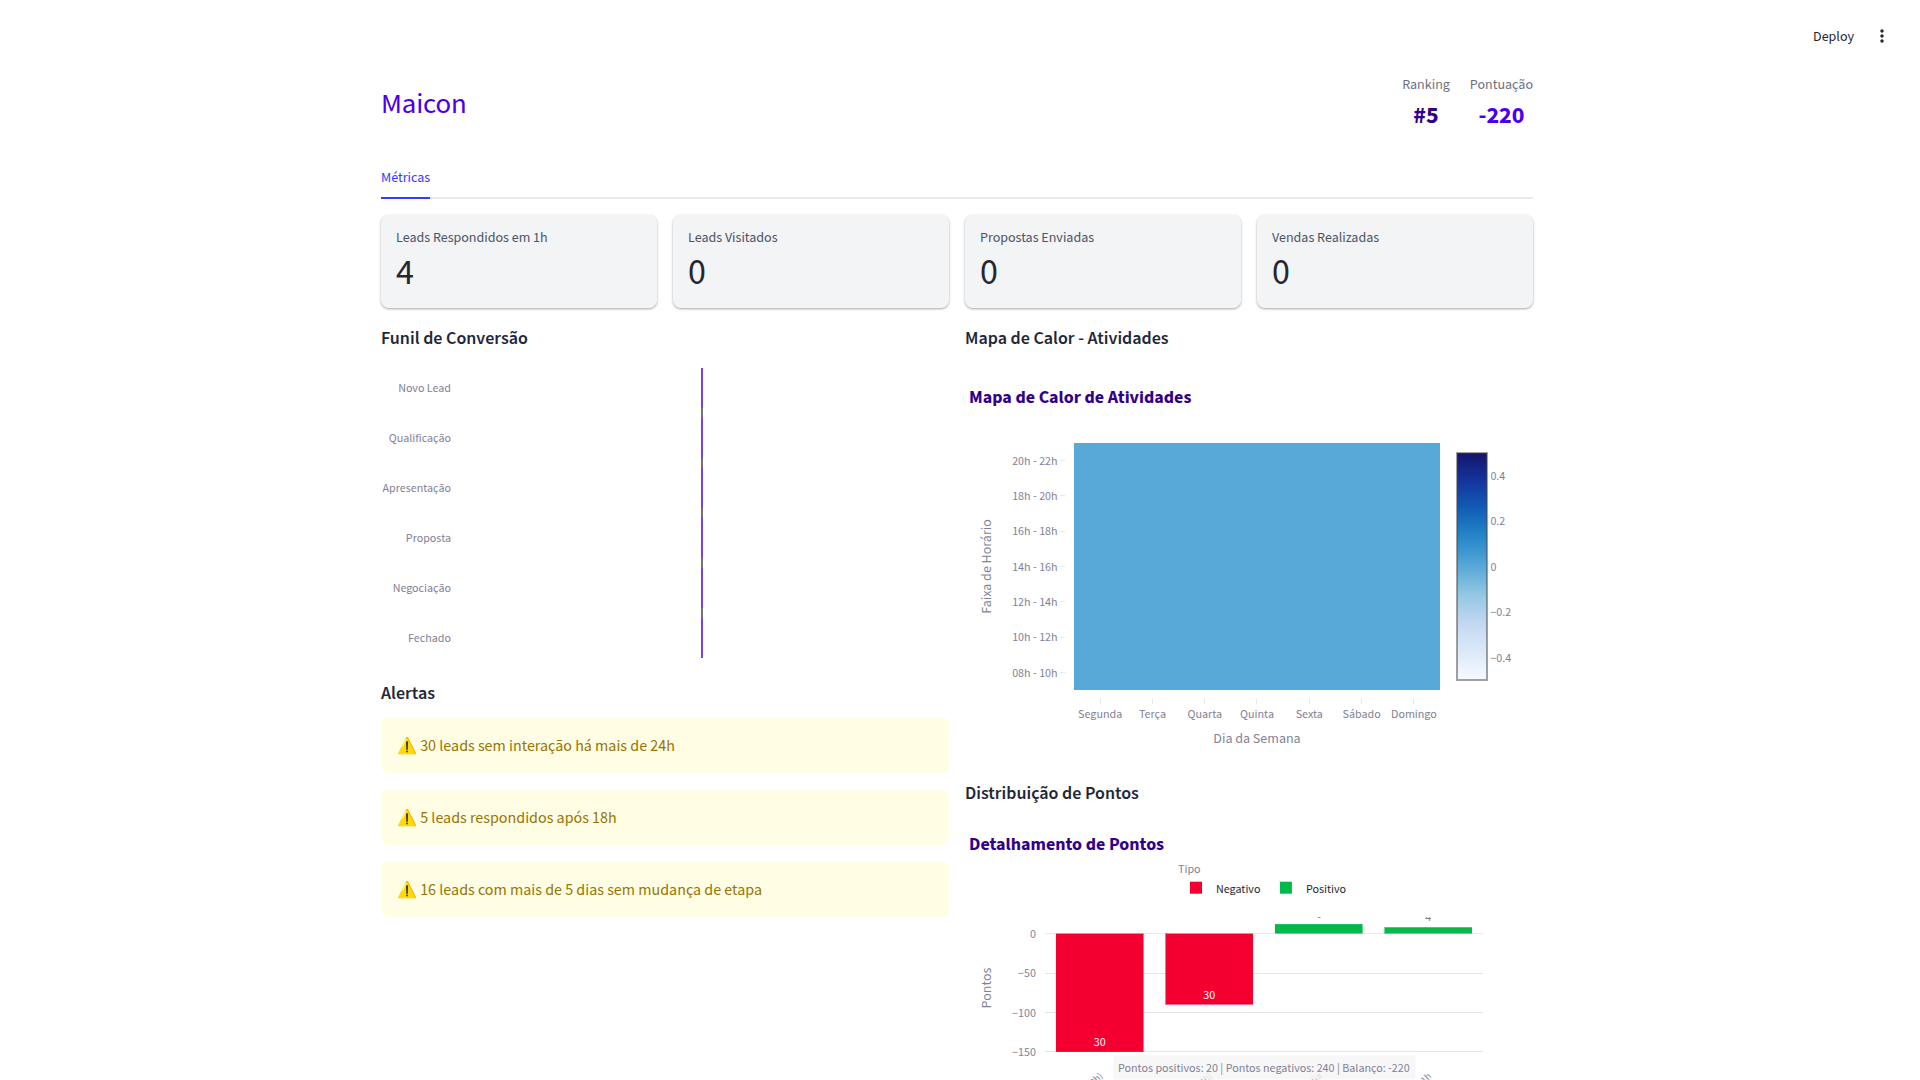 Deploy
Maicon
Ranking
#5
Pontuação
-220
Métricas
Leads Respondidos em 1h
4
Leads Visitados
0
Propostas Enviadas
0
Vendas Realizadas
0
Funil de Conversão
Novo Lead
Qualificação
Apresentação
Proposta
Negociação
Fechado
Alertas
⚠️ 30 leads sem interação há mais de 24h
⚠️ 5 leads respondidos após 18h
⚠️ 16 leads com mais de 5 dias sem mudança de etapa
Mapa de Calor - Atividades
Mapa de Calor de Atividades
Faixa de Horário
20h - 22h
18h - 20h
16h - 18h
14h - 16h
12h - 14h
10h - 12h
08h - 10h
Segunda Terça Quarta Quinta Sexta Sábado Domingo
Dia da Semana
0.4
0.2
0
−0.2
−0.4
Distribuição de Pontos
Detalhamento de Pontos
Tipo
Negativo Positivo
Pontos
0
−50
−100
−150
30
30
4
Pontos positivos: 20 | Pontos negativos: 240 | Balanço: -220